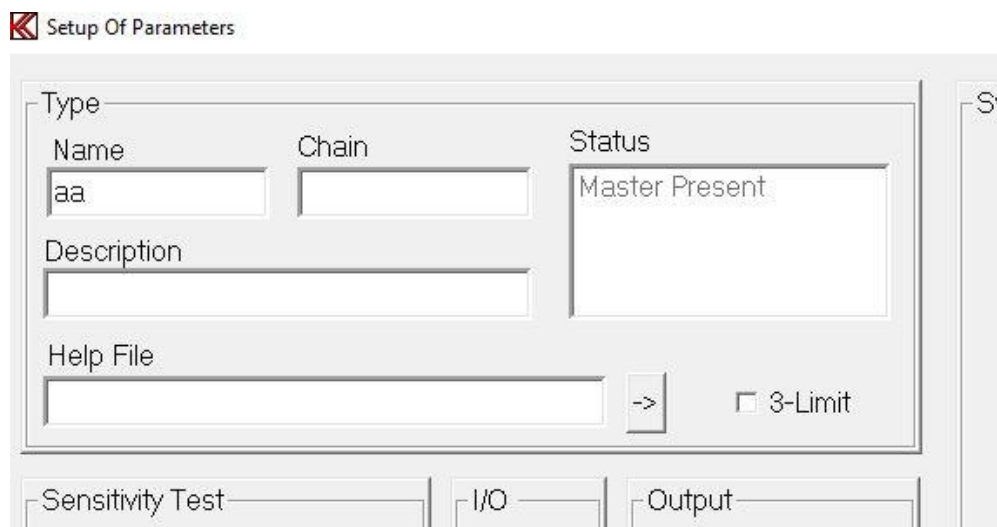 Setup Of Parameters
Type
Name
Chain
Status
aa
Master Present
Description
Help File
->
3-Limit
Sensitivity Test
I/O
Output